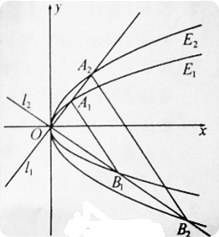 y
A₂
E₂
E₁
l₂
A₁
O
x
l₁
B₁
B₂